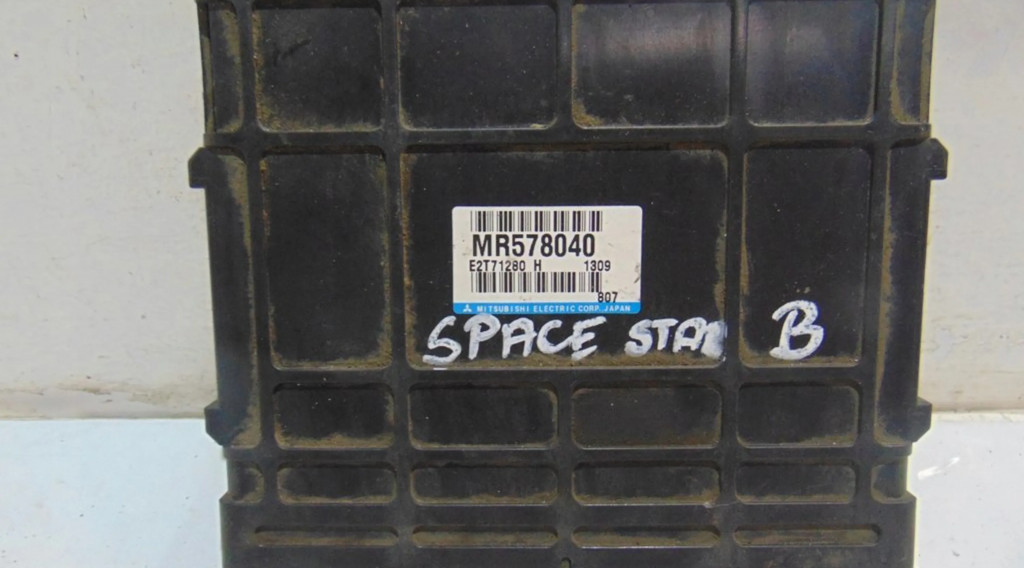 MR578040
E2T71280 H 1309
807
MITSUBISHI ELECTRIC CORP. JAPAN
SPACE STAR B